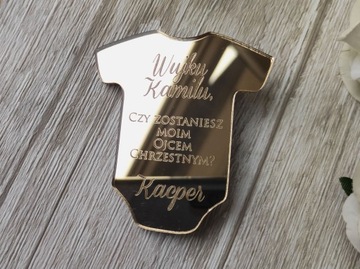 Wujku
Kamilu,
CZY ZOSTANIESZ
MOIM
OJCEM
CHRZESTNYM?
Kacper